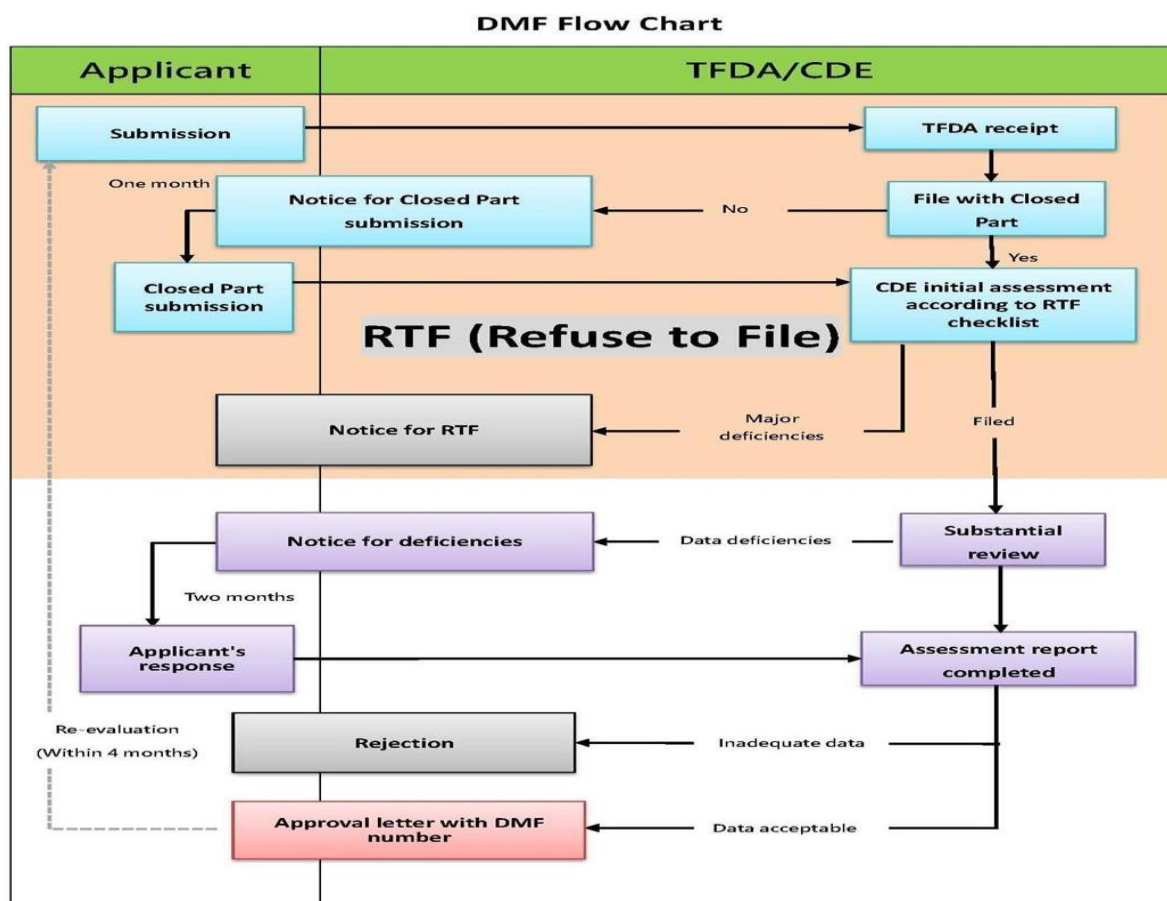 DMF Flow Chart
Applicant
TFDA/CDE
Submission
TFDA receipt
One month
Notice for Closed Part
submission
No
File with Closed
Part
Yes
Closed Part
submission
CDE initial assessment
according to RTF
checklist
RTF (Refuse to File)
Notice for RTF
Major
deficiencies
Filed
Notice for deficiencies
Data deficiencies
Substantial
review
Two months
Applicant's
response
Assessment report
completed
Re-evaluation
(Within 4 months)
Rejection
Inadequate data
Approval letter with DMF
number
Data acceptable